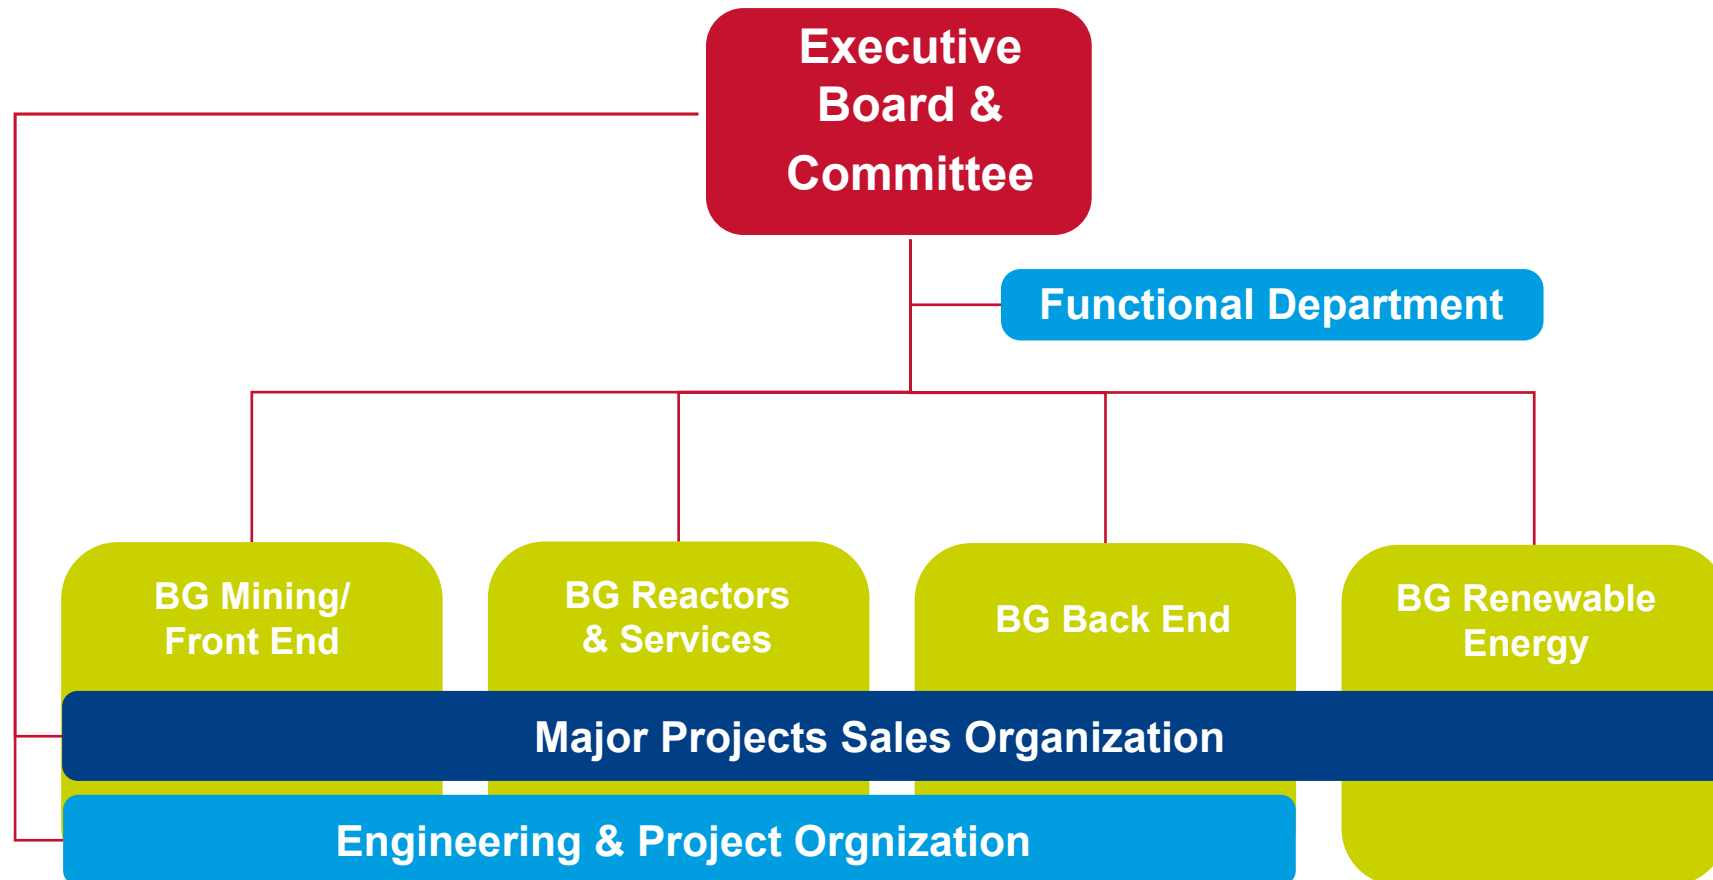 Executive
Board &
Committee
Functional Department
BG Mining/
Front End
BG Reactors
& Services
BG Back End
BG Renewable
Energy
Major Projects Sales Organization
Engineering & Project Orgnization